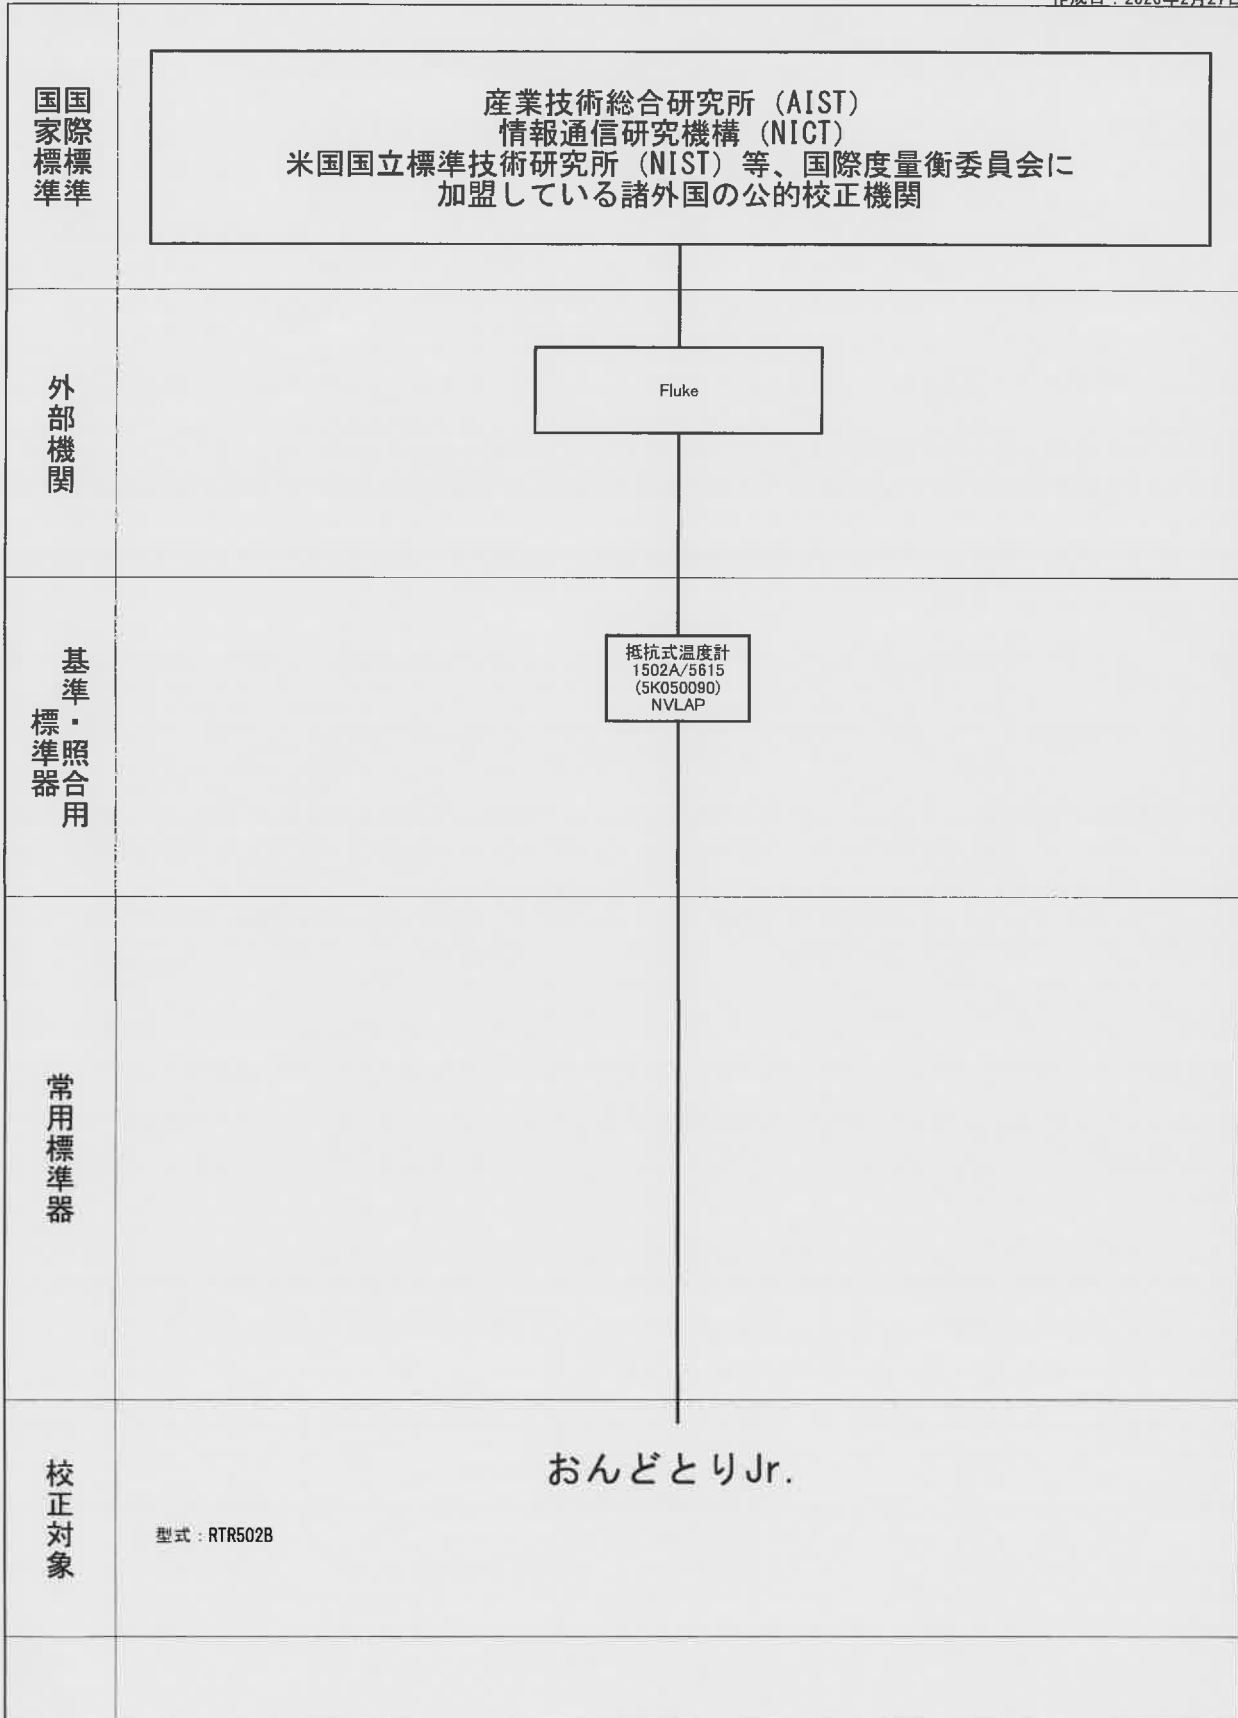 国際標準
国家標準
産業技術総合研究所 (AIST)
情報通信研究機構 (NICT)
米国国立標準技術研究所 (NIST) 等、国際度量衡委員会に
加盟している諸外国の公的校正機関
外部機関
Fluke
基準・照合用
標準器
抵抗式温度計
1502A/5615
(5K050090)
NVLAP
常用標準器
校正対象
おんどとりJr.
型式：RTR502B